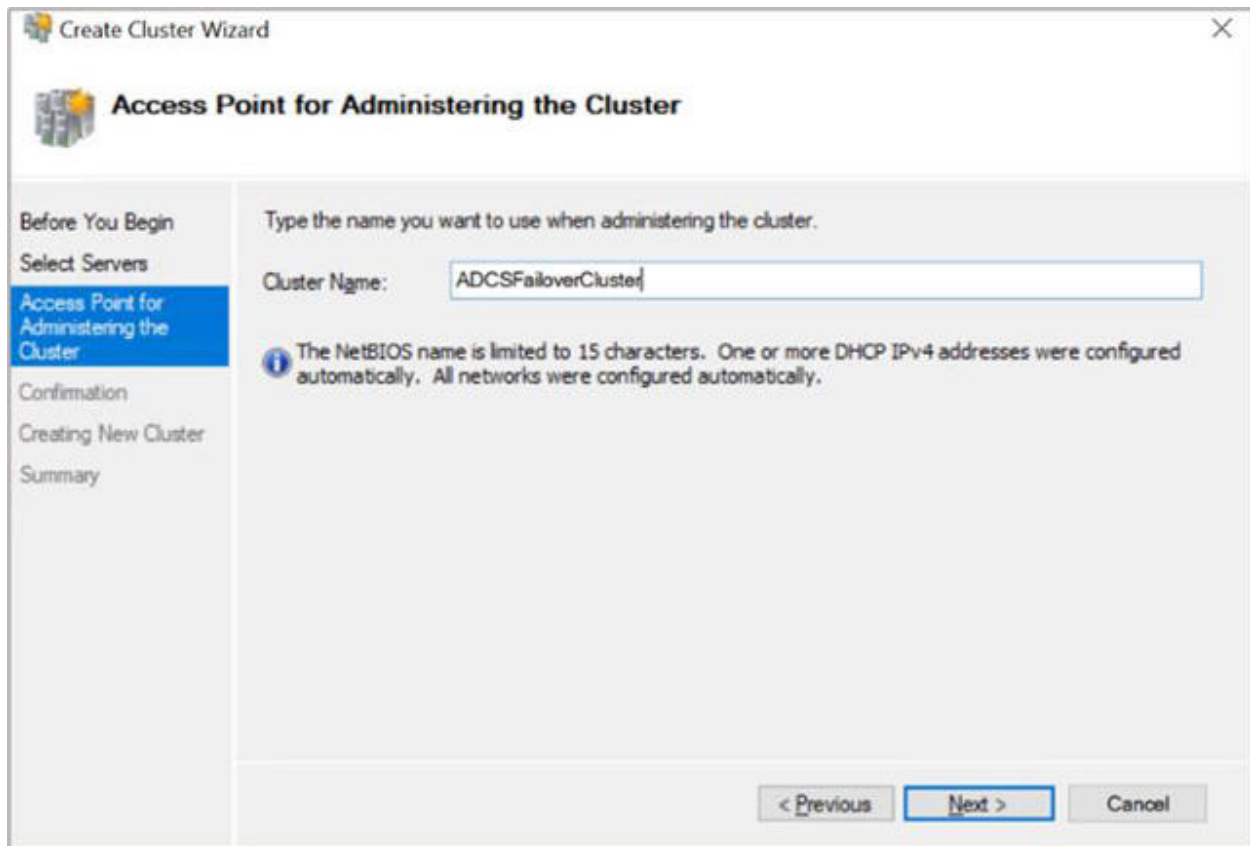 Create Cluster Wizard
Access Point for Administering the Cluster
Before You Begin
Select Servers
Access Point for
Administering the
Cluster
Confirmation
Creating New Cluster
Summary
Type the name you want to use when administering the cluster.
Cluster Name:
ADCSFailoverCluster
The NetBIOS name is limited to 15 characters. One or more DHCP IPv4 addresses were configured
automatically. All networks were configured automatically.
< Previous
Next >
Cancel